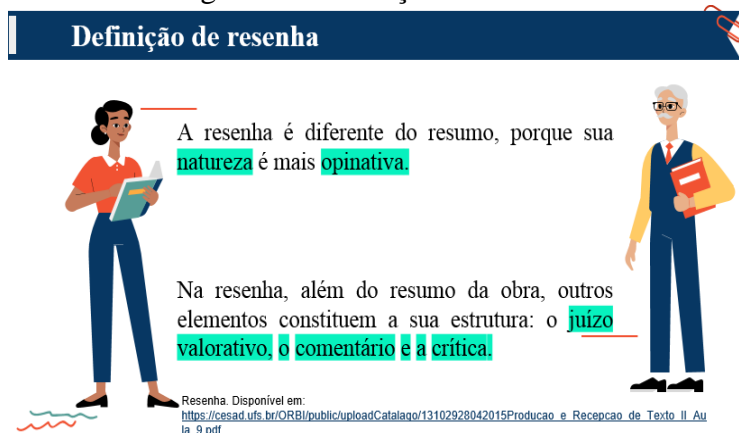 Definição de resenha
A resenha é diferente do resumo, porque sua
natureza é mais opinativa.
Na resenha, além do resumo da obra, outros
elementos constituem a sua estrutura: o juízo
valorativo, o comentário e a crítica.
Resenha. Disponível em:
https://cesad.ufs.br/ORBI/public/uploadCatalago/13102928042015Producao_e_Recepcao_de_Texto_II_Au
la_9.pdf